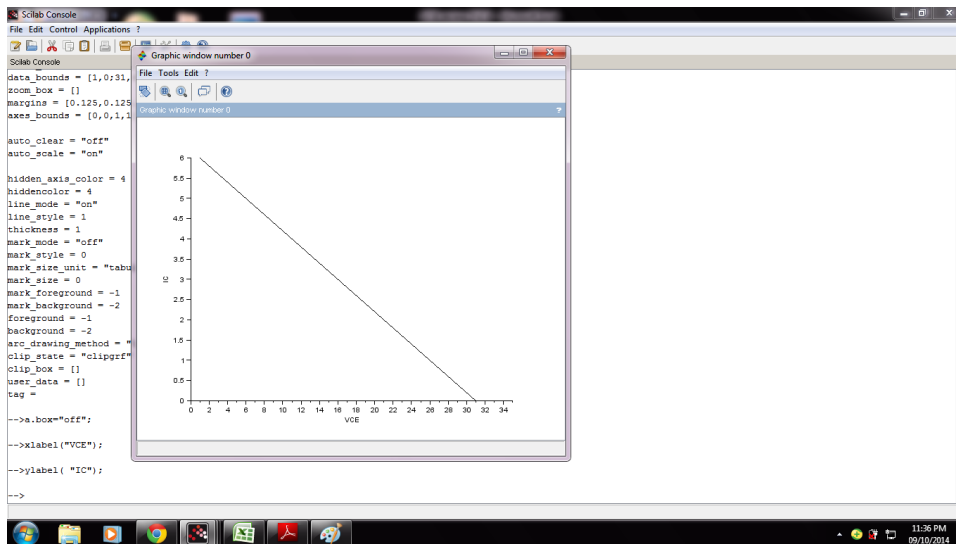 Scilab Console
File Edit Control Applications ?
Scilab Console
data_bounds = [1,0;31,
zoom_box = []
margins = [0.125,0.125
axes_bounds = [0,0,1,1
auto_clear = "off"
auto_scale = "on"
hidden_axis_color = 4
hiddencolor = 4
line_mode = "on"
line_style = 1
thickness = 1
mark_mode = "off"
mark_style = 0
mark_size_unit = "tabu
mark_size = 0
mark_foreground = -1
mark_background = -2
foreground = -1
background = -2
arc_drawing_method = "
clip_state = "clipgrf"
clip_box = []
user_data = []
tag =
-->a.box="off";
-->xlabel("VCE");
-->ylabel( "IC");
-->
Graphic window number 0
File Tools Edit ?
Graphic window number 0 ?
6
5.5
5
4.5
4
3.5
3
2.5
2
1.5
1
0.5
0
IC
0 2 4 6 8 10 12 14 16 18 20 22 24 26 28 30 32 34
VCE
11:36 PM
09/10/2014